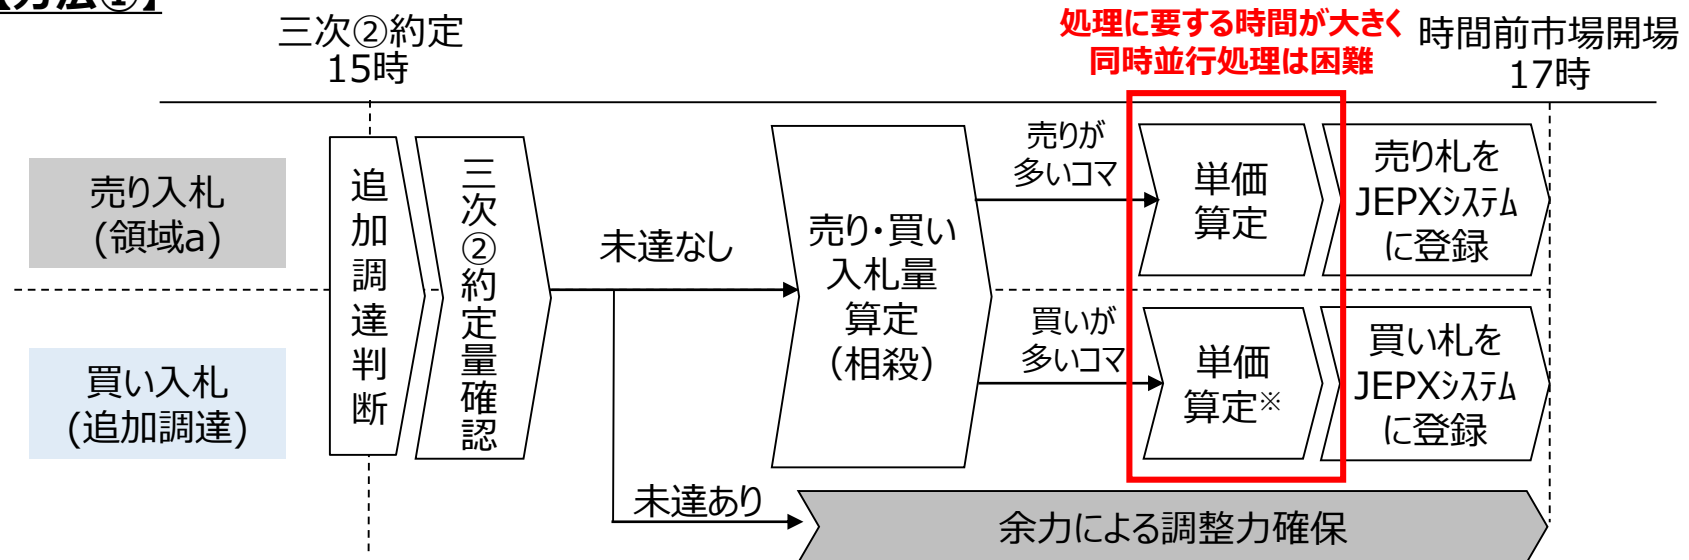 【方法①】
三次②約定
15時
処理に要する時間が大きく
同時並行処理は困難
時間前市場開場
17時
売り入札
(領域a)
買い入札
(追加調達)
追加調達判断
三次②約定量確認
未達なし
未達あり
売り・買い
入札量
算定
(相殺)
売りが
多いコマ
単価
算定
売り札を
JEPXｼｽﾃﾑ
に登録
買いが
多いコマ
単価
算定※
買い札を
JEPXｼｽﾃﾑ
に登録
余力による調整力確保